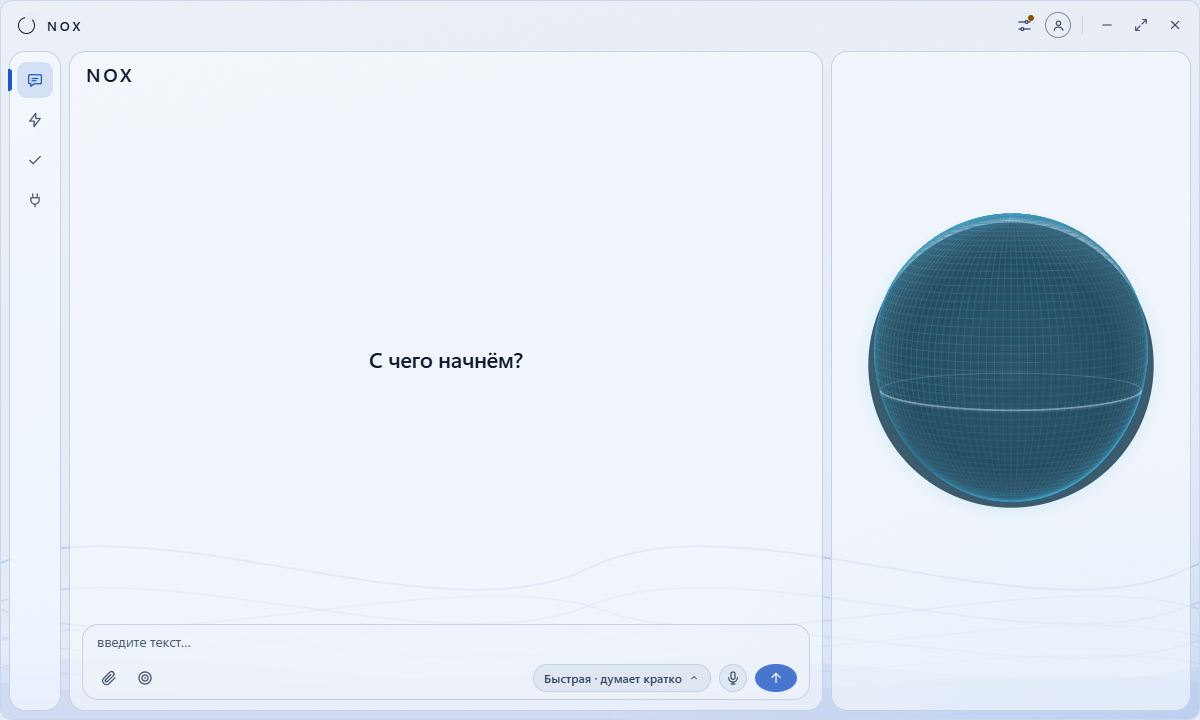 NOX
NOX
С чего начнём?
введите текст...
Быстрая · думает кратко